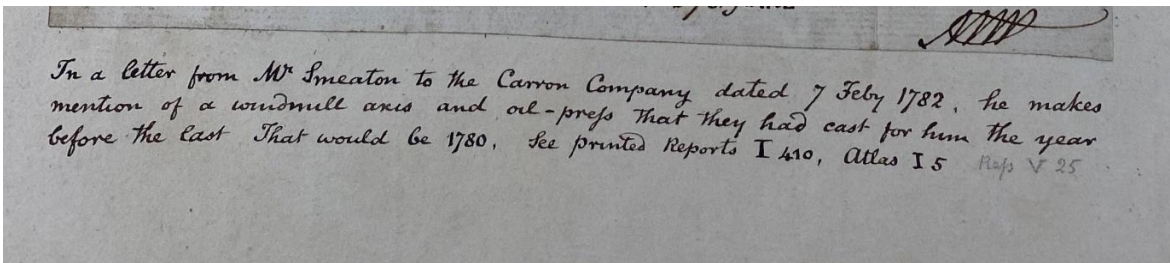 In a letter from Mr Smeaton to the Carron Company dated 7 Feby 1782, he makes
mention of a windmill axis and oil-press that they had cast for him the year
before the last That would be 1780, See printed Reports I 410, Atlas I 5 Reps V 25